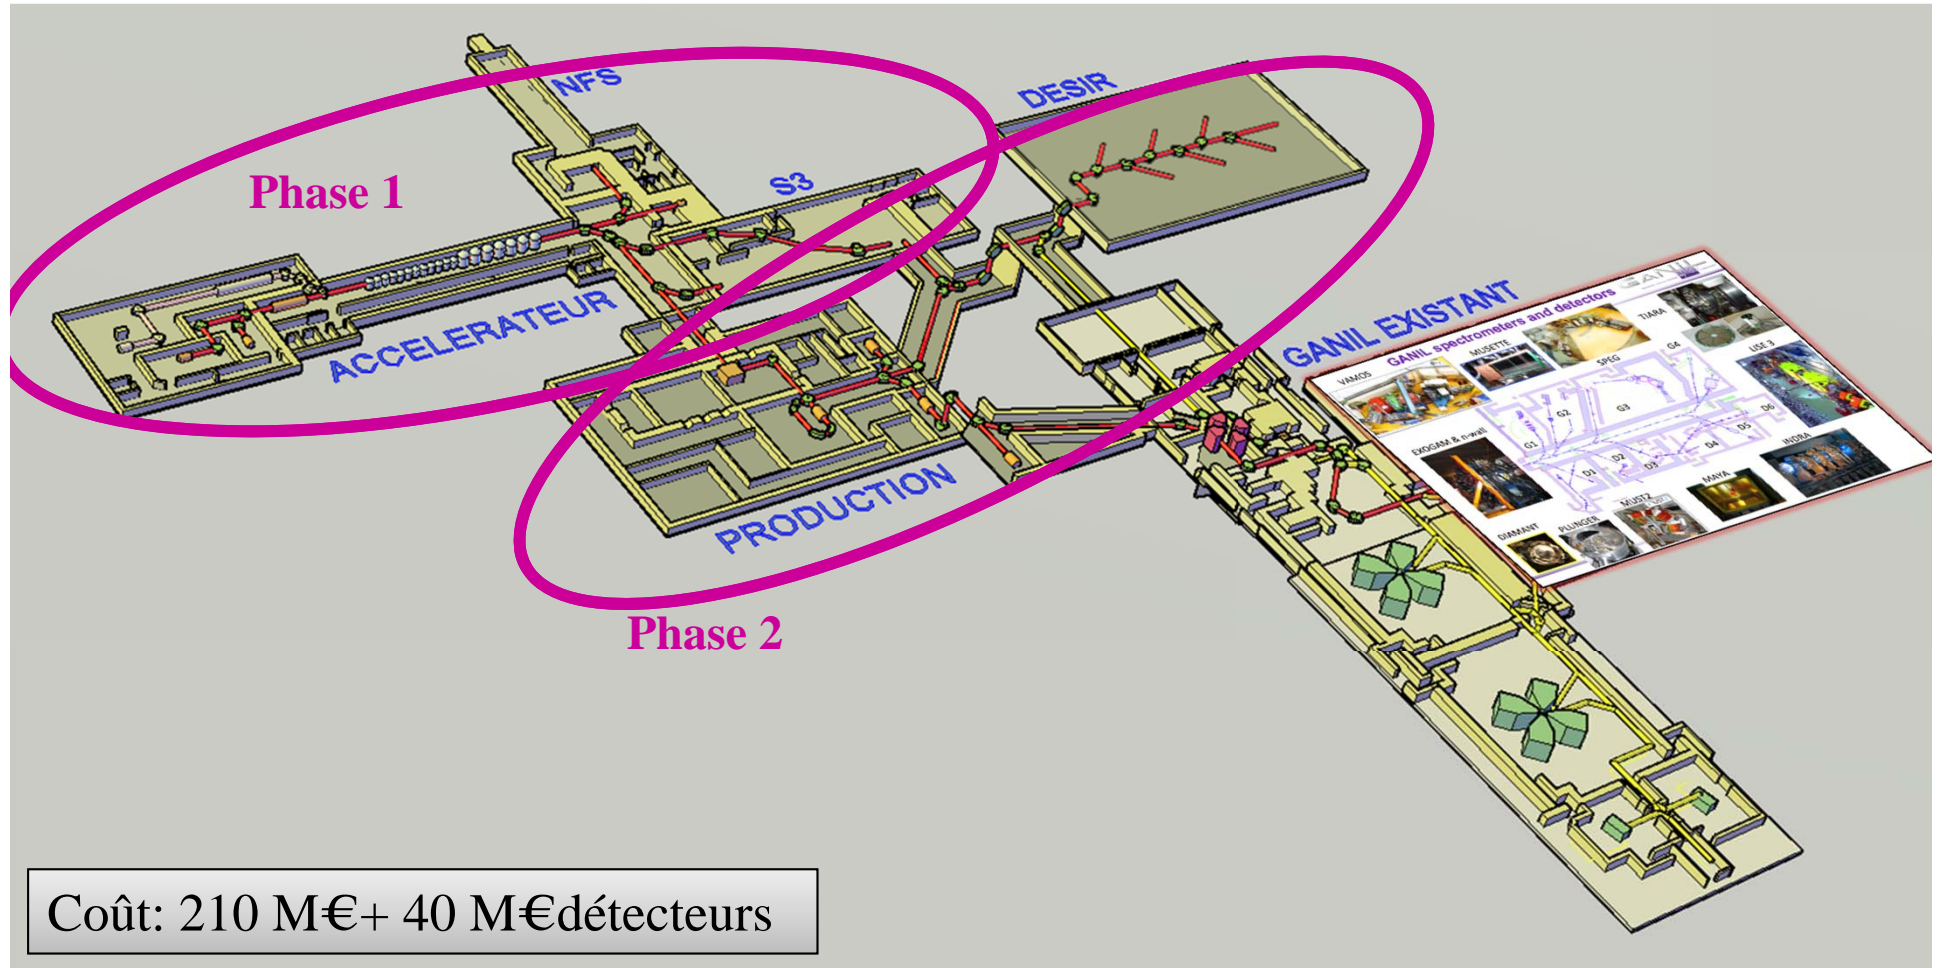 NFS
DESIR
Phase 1
S3
ACCELERATEUR
GANIL EXISTANT
GANIL
GANIL spectrometers and detectors
TIARA
MUSETTE
SPEG
G4
VAMOS
LISE 3
G2
G3
D6
EXOGAM & n-wall
G1
D5
D4
INDRA
D1
D2
D3
MAYA
MUST2
PLUNGER
DIAMANT
PRODUCTION
Phase 2
Coût: 210 M€+ 40 M€détecteurs